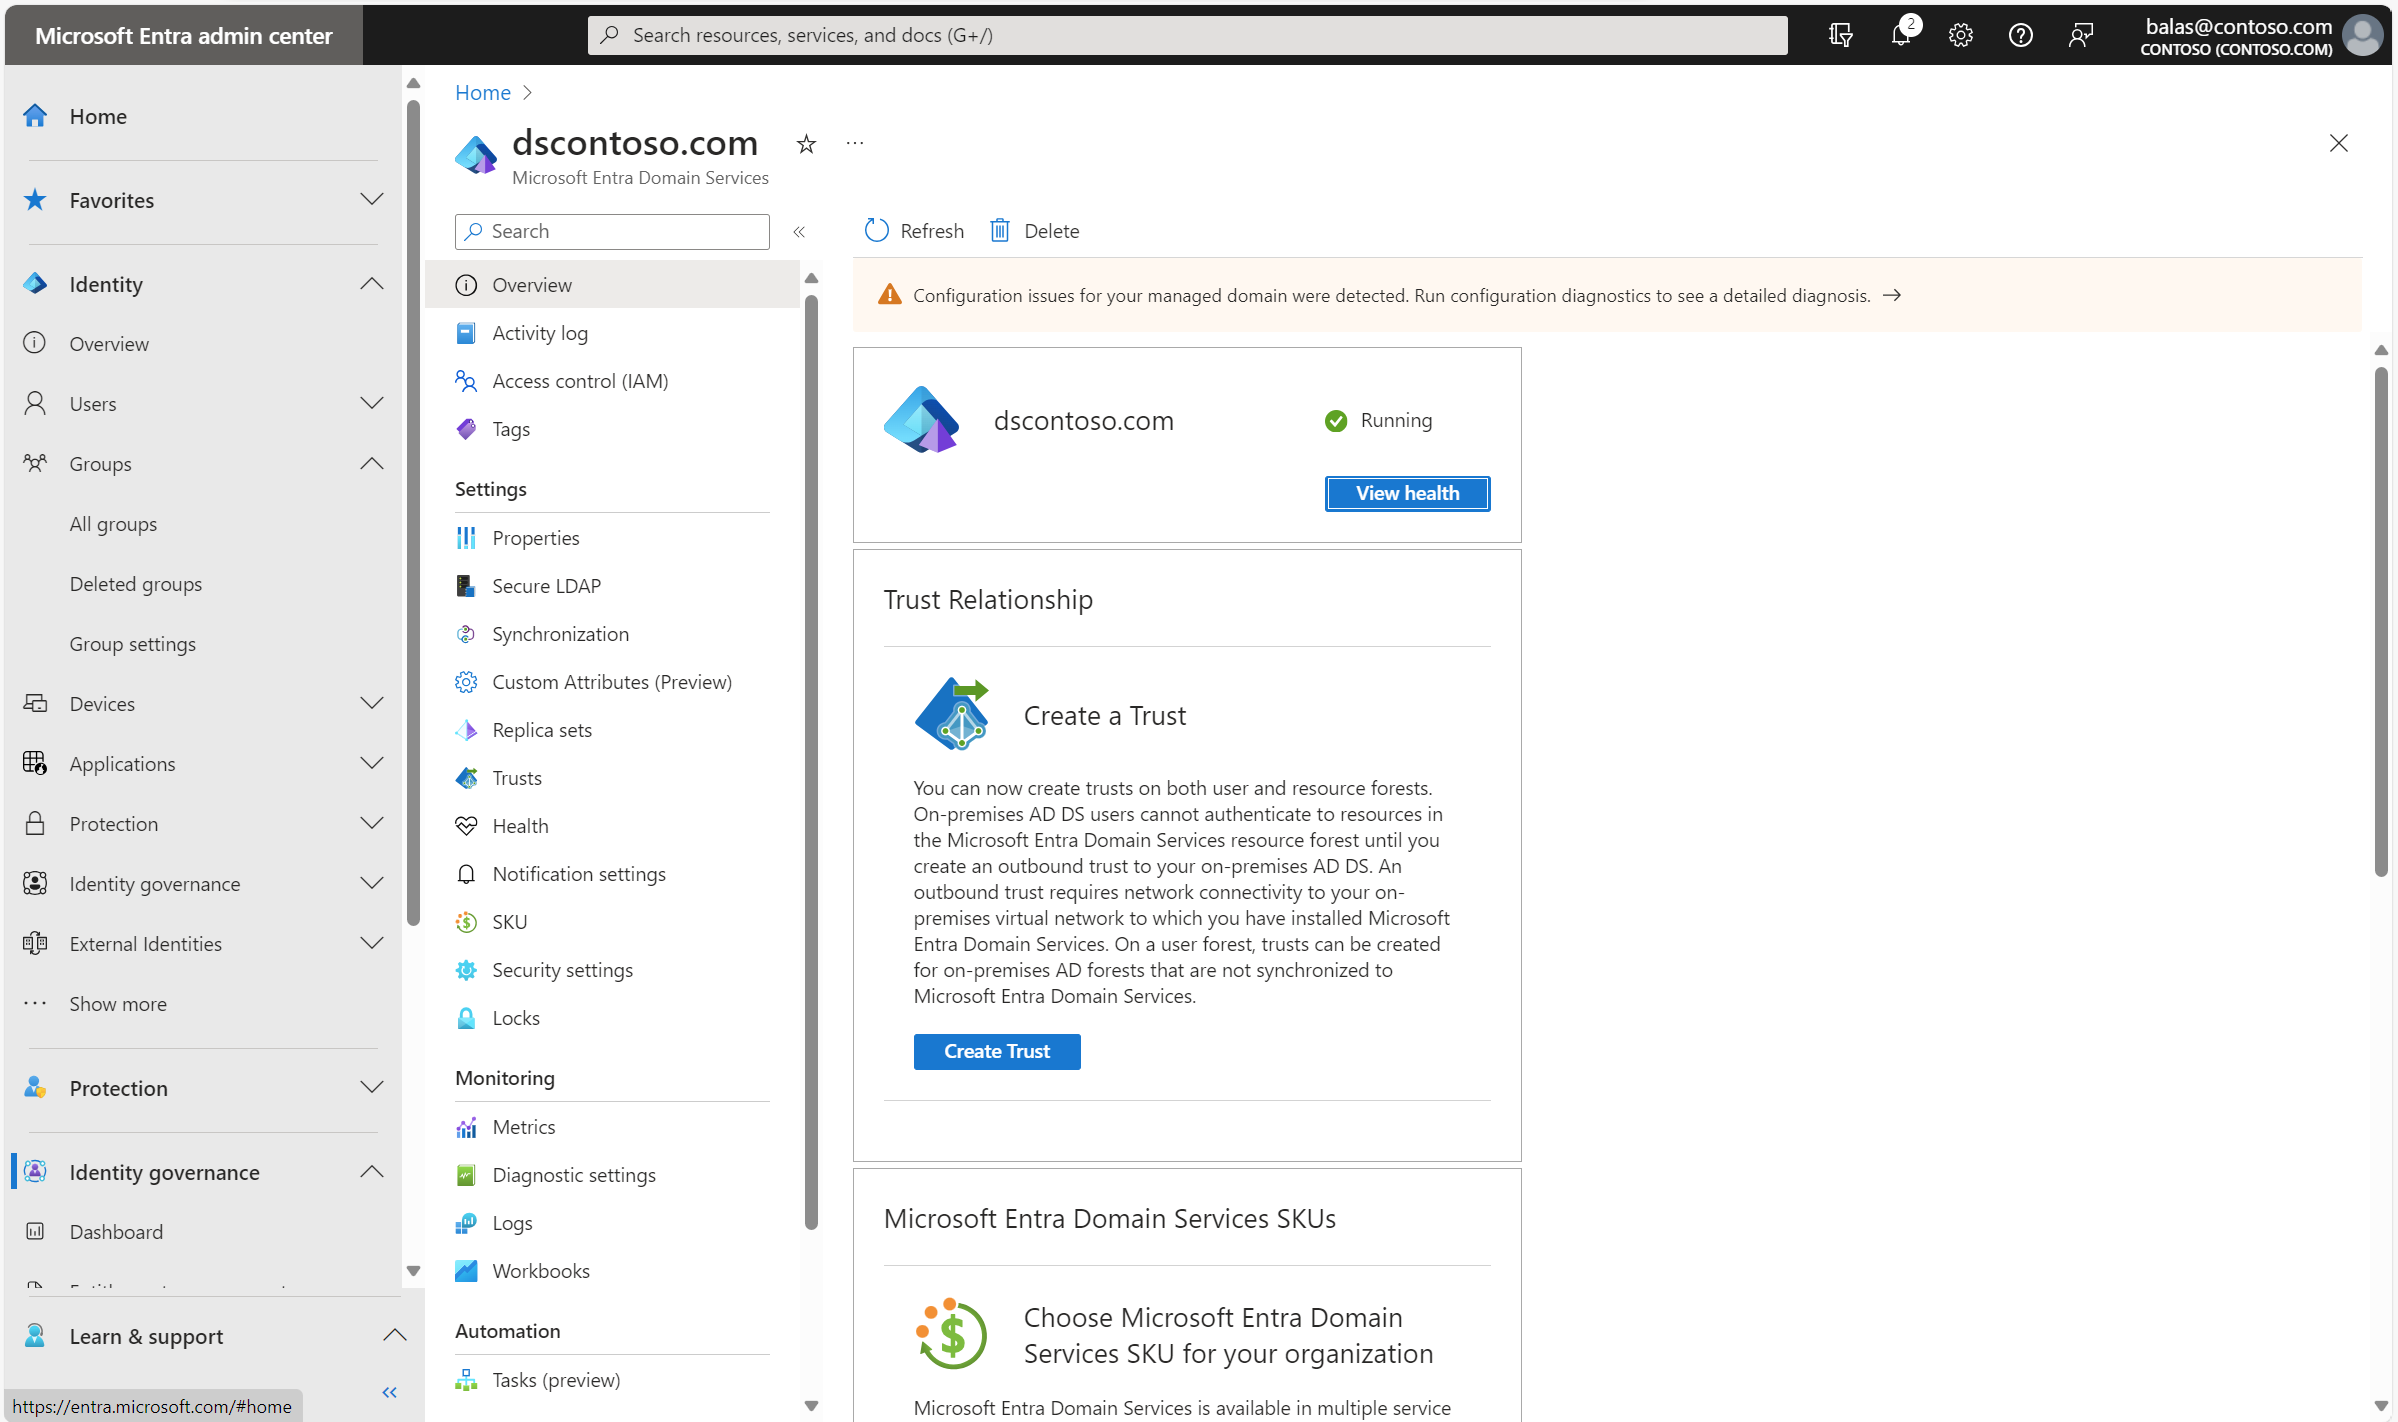 Microsoft Entra admin center
Search resources, services, and docs (G+/)
2
balas@contoso.com
CONTOSO (CONTOSO.COM)
Home
Favorites
Identity
Overview
Users
Groups
All groups
Deleted groups
Group settings
Devices
Applications
Protection
Identity governance
External Identities
Show more
Protection
Identity governance
Dashboard
Learn & support
https://entra.microsoft.com/#home
Home
dscontoso.com
Microsoft Entra Domain Services
Search
Overview
Activity log
Access control (IAM)
Tags
Settings
Properties
Secure LDAP
Synchronization
Custom Attributes (Preview)
Replica sets
Trusts
Health
Notification settings
SKU
Security settings
Locks
Monitoring
Metrics
Diagnostic settings
Logs
Workbooks
Automation
Tasks (preview)
Refresh
Delete
Configuration issues for your managed domain were detected. Run configuration diagnostics to see a detailed diagnosis. →
dscontoso.com
Running
View health
Trust Relationship
Create a Trust
You can now create trusts on both user and resource forests.
On-premises AD DS users cannot authenticate to resources in
the Microsoft Entra Domain Services resource forest until you
create an outbound trust to your on-premises AD DS. An
outbound trust requires network connectivity to your on-
premises virtual network to which you have installed Microsoft
Entra Domain Services. On a user forest, trusts can be created
for on-premises AD forests that are not synchronized to
Microsoft Entra Domain Services.
Create Trust
Microsoft Entra Domain Services SKUs
Choose Microsoft Entra Domain
Services SKU for your organization
Microsoft Entra Domain Services is available in multiple service